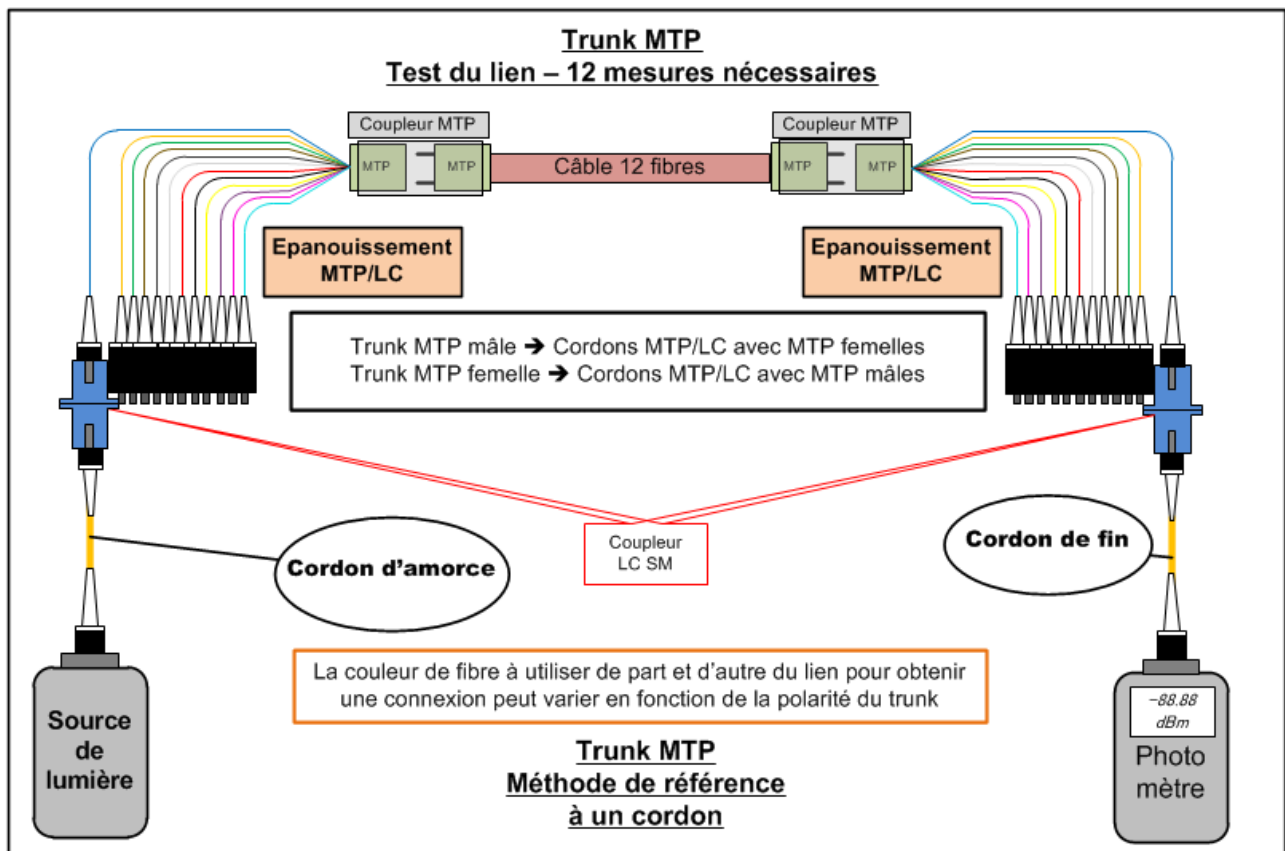 Trunk MTP
Test du lien – 12 mesures nécessaires
Coupleur MTP
Coupleur MTP
MTP
MTP
Câble 12 fibres
MTP
MTP
Epanouissement
MTP/LC
Epanouissement
MTP/LC
Trunk MTP mâle ➔ Cordons MTP/LC avec MTP femelles
Trunk MTP femelle ➔ Cordons MTP/LC avec MTP mâles
Coupleur
LC SM
Cordon d'amorce
Cordon de fin
La couleur de fibre à utiliser de part et d'autre du lien pour obtenir
une connexion peut varier en fonction de la polarité du trunk
Source
de
lumière
-88.88
dBm
Photo
mètre
Trunk MTP
Méthode de référence
à un cordon